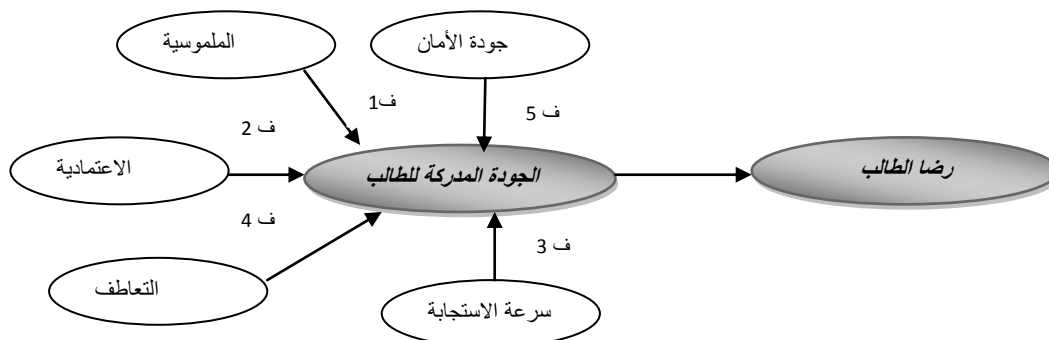 الملموسية
جودة الأمان
ف1
ف 5
ف 2
الاعتمادية
الجودة المدركة للطالب
رضا الطالب
ف 4
ف 3
التعاطف
سرعة الاستجابة